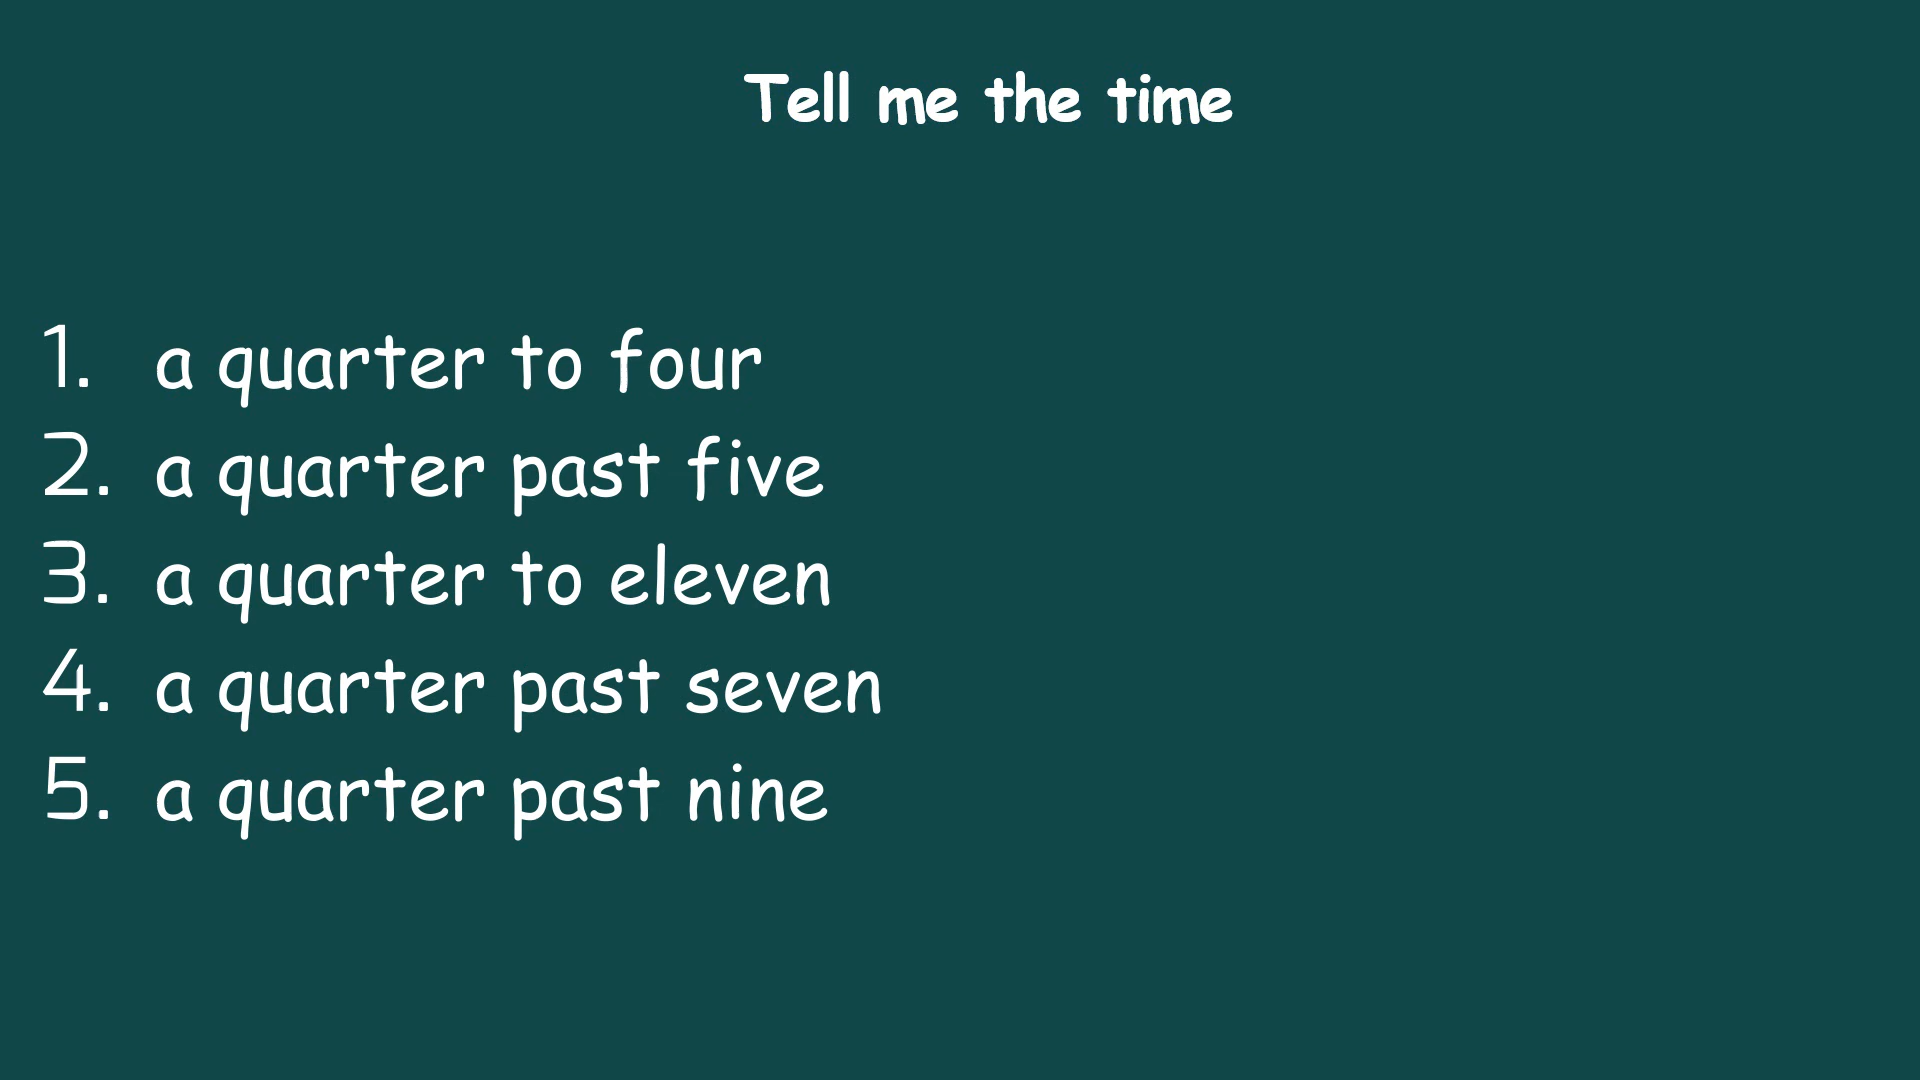 Tell me the time
1. a quarter to four
2. a quarter past five
3. a quarter to eleven
4. a quarter past seven
5. a quarter past nine